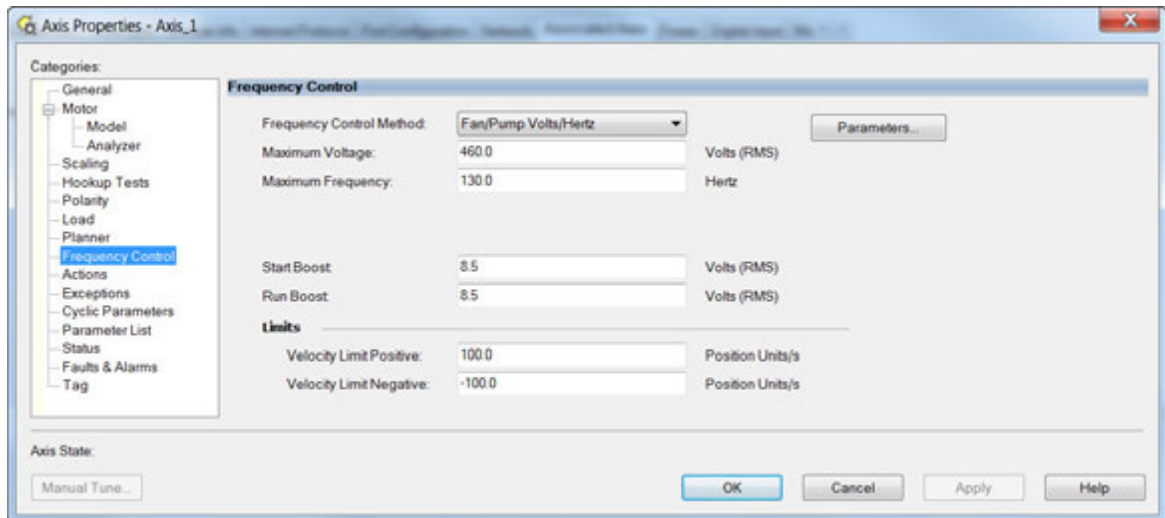 Axis Properties - Axis_1
X
Categories:
General
Motor
Model
Analyzer
Scaling
Hookup Tests
Polarity
Load
Planner
Frequency Control
Actions
Exceptions
Cyclic Parameters
Parameter List
Status
Faults & Alarms
Tag
Frequency Control
Frequency Control Method: Fan/Pump Volts/Hertz Parameters...
Maximum Voltage: 460.0 Volts (RMS)
Maximum Frequency: 130.0 Hertz
Start Boost: 8.5 Volts (RMS)
Run Boost: 8.5 Volts (RMS)
Limits
Velocity Limit Positive: 100.0 Position Units/s
Velocity Limit Negative: -100.0 Position Units/s
Axis State:
Manual Tune... OK Cancel Apply Help